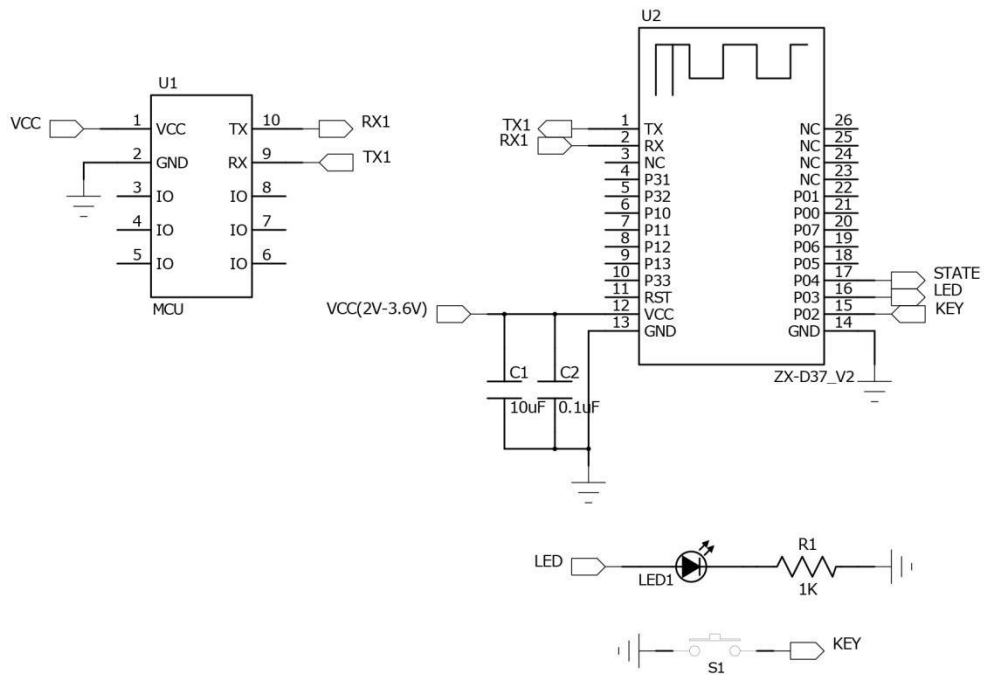 U1
VCC 1 VCC TX 10 RX1
2 GND RX 9 TX1
3 IO IO 8
4 IO IO 7
5 IO IO 6
MCU
U2
TX1 1 TX NC 26
RX1 2 RX NC 25
3 NC NC 24
4 P31 NC 23
5 P32 P01 22
6 P10 P00 21
7 P11 P07 20
8 P12 P06 19
9 P13 P05 18
10 P33 P04 17 STATE
11 RST P03 16 LED
VCC(2V-3.6V) 12 VCC P02 15 KEY
13 GND GND 14
ZX-D37_V2
C1 C2
10uF 0.1uF
LED LED1 R1
1K
KEY
S1